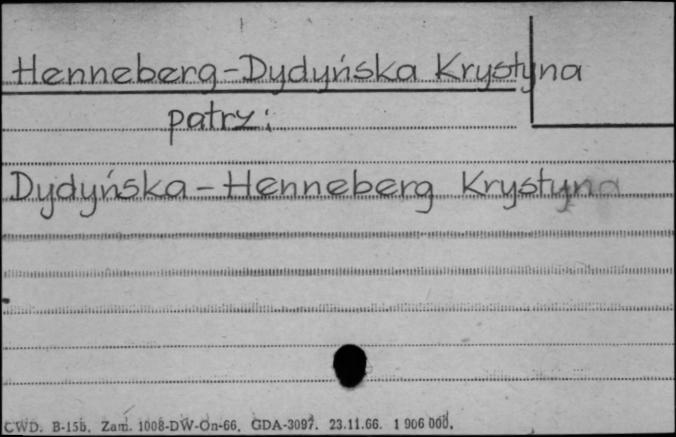 Henneberg-Dydyńska Krystyna
patrz:
Dydyńska-Henneberg Krystyna
CWD. B-15b. Zam. 1008-DW-On-66. GDA-3097. 23.11.66. 1 906 000.